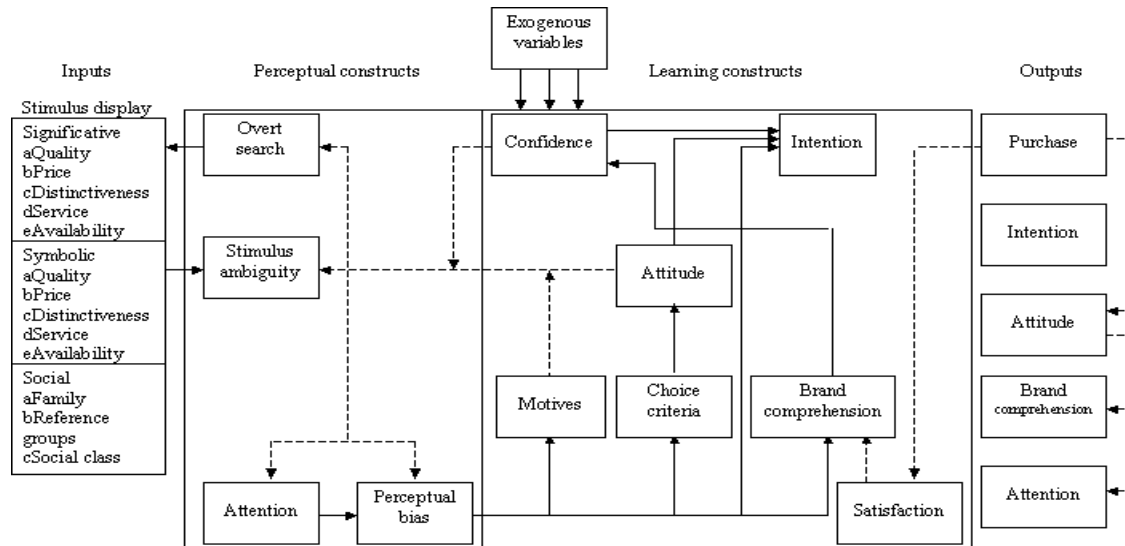 Exogenous
variables
Inputs
Perceptual constructs
Learning constructs
Outputs
Stimulus display
Significative
aQuality
bPrice
cDistinctiveness
dService
eAvailability
Symbolic
aQuality
bPrice
cDistinctiveness
dService
eAvailability
Social
aFamily
bReference
groups
cSocial class
Overt
search
Stimulus
ambiguity
Attention
Perceptual
bias
Confidence
Intention
Attitude
Motives
Choice
criteria
Brand
comprehension
Satisfaction
Purchase
Intention
Attitude
Brand
comprehension
Attention